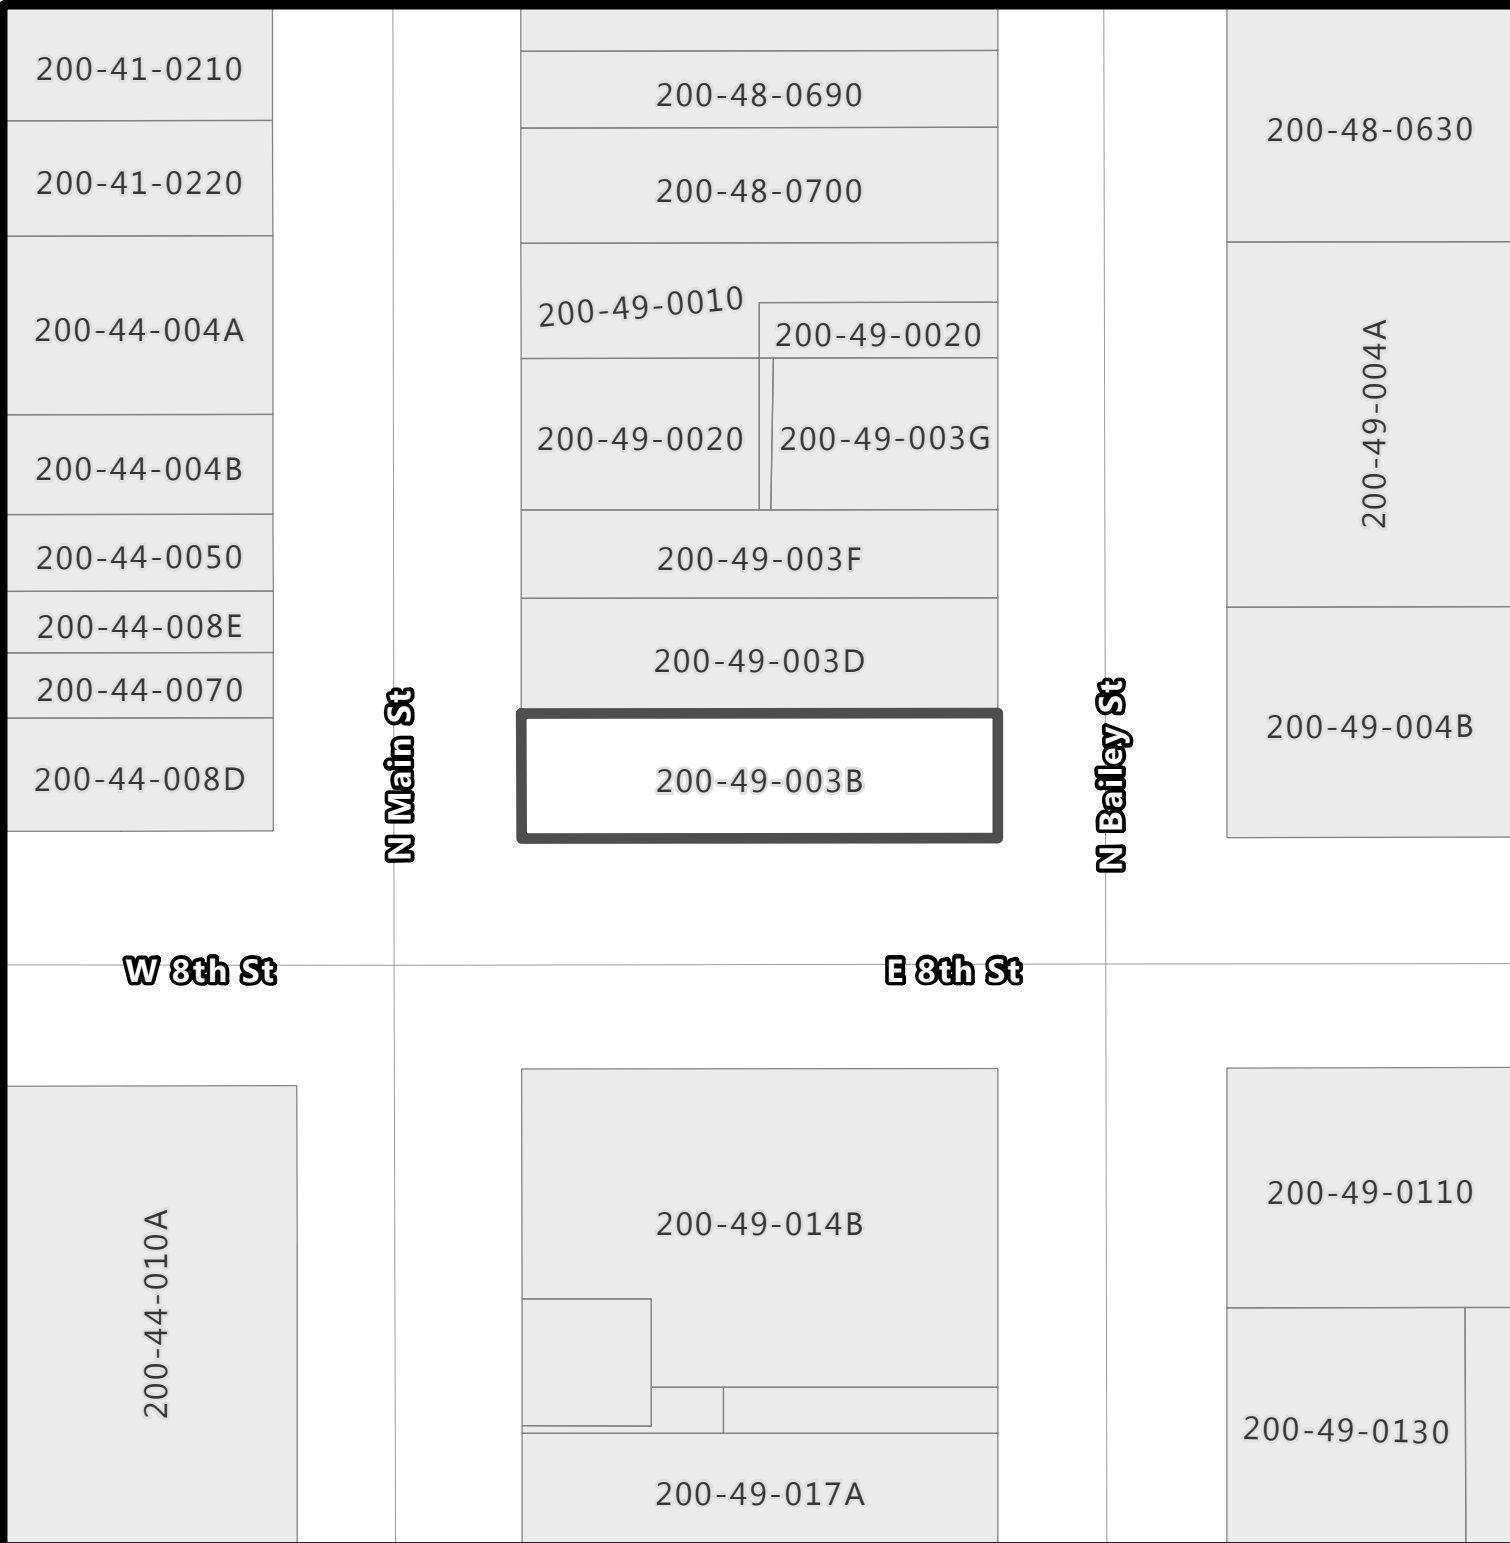 200-41-0210
200-41-0220
200-44-004A
200-44-004B
200-44-0050
200-44-008E
200-44-0070
200-44-008D
N Main St
200-48-0690
200-48-0700
200-49-0010
200-49-0020
200-49-0020
200-49-003G
200-49-003F
200-49-003D
200-49-003B
N Bailey St
200-48-0630
200-49-004A
200-49-004B
W 8th St
E 8th St
200-44-010A
200-49-014B
200-49-017A
200-49-0110
200-49-0130